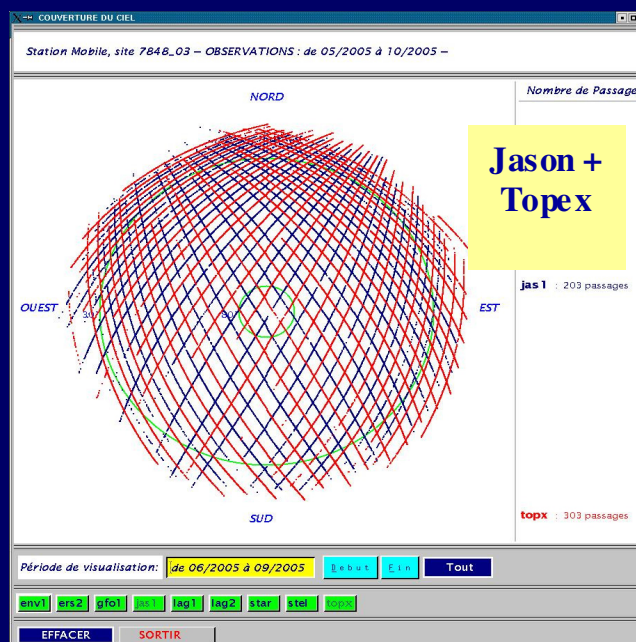 COUVERTURE DU CIEL
Station Mobile, site 7848_03 – OBSERVATIONS : de 05/2005 à 10/2005 –
Nombre de Passage
NORD
Jason +
Topex
jas1 : 203 passages
OUEST
EST
topx : 303 passages
SUD
Période de visualisation: de 06/2005 à 09/2005 Debut Fin Tout
env1 ers2 gfo1 jas1 lag1 lag2 star stel topx
EFFACER SORTIR